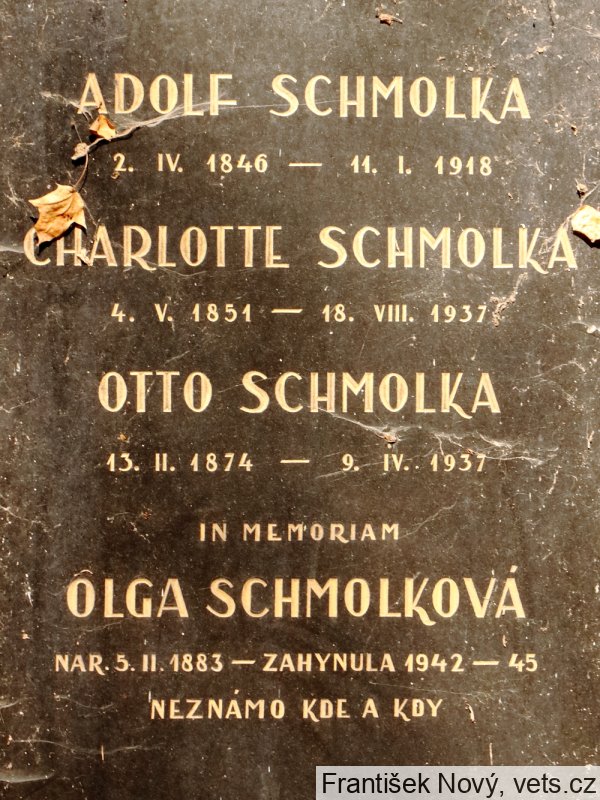 ADOLF SCHMOLKA
2. IV. 1846 — 11. I. 1918
CHARLOTTE SCHMOLKA
4. V. 1851 — 18. VIII. 1937
OTTO SCHMOLKA
13. II. 1874 — 9. IV. 1937
IN MEMORIAM
OLGA SCHMOLKOVÁ
NAR. 5. II. 1883 — ZAHYNULA 1942 — 45
NEZNÁMO KDE A KDY
František Nový, vets.cz